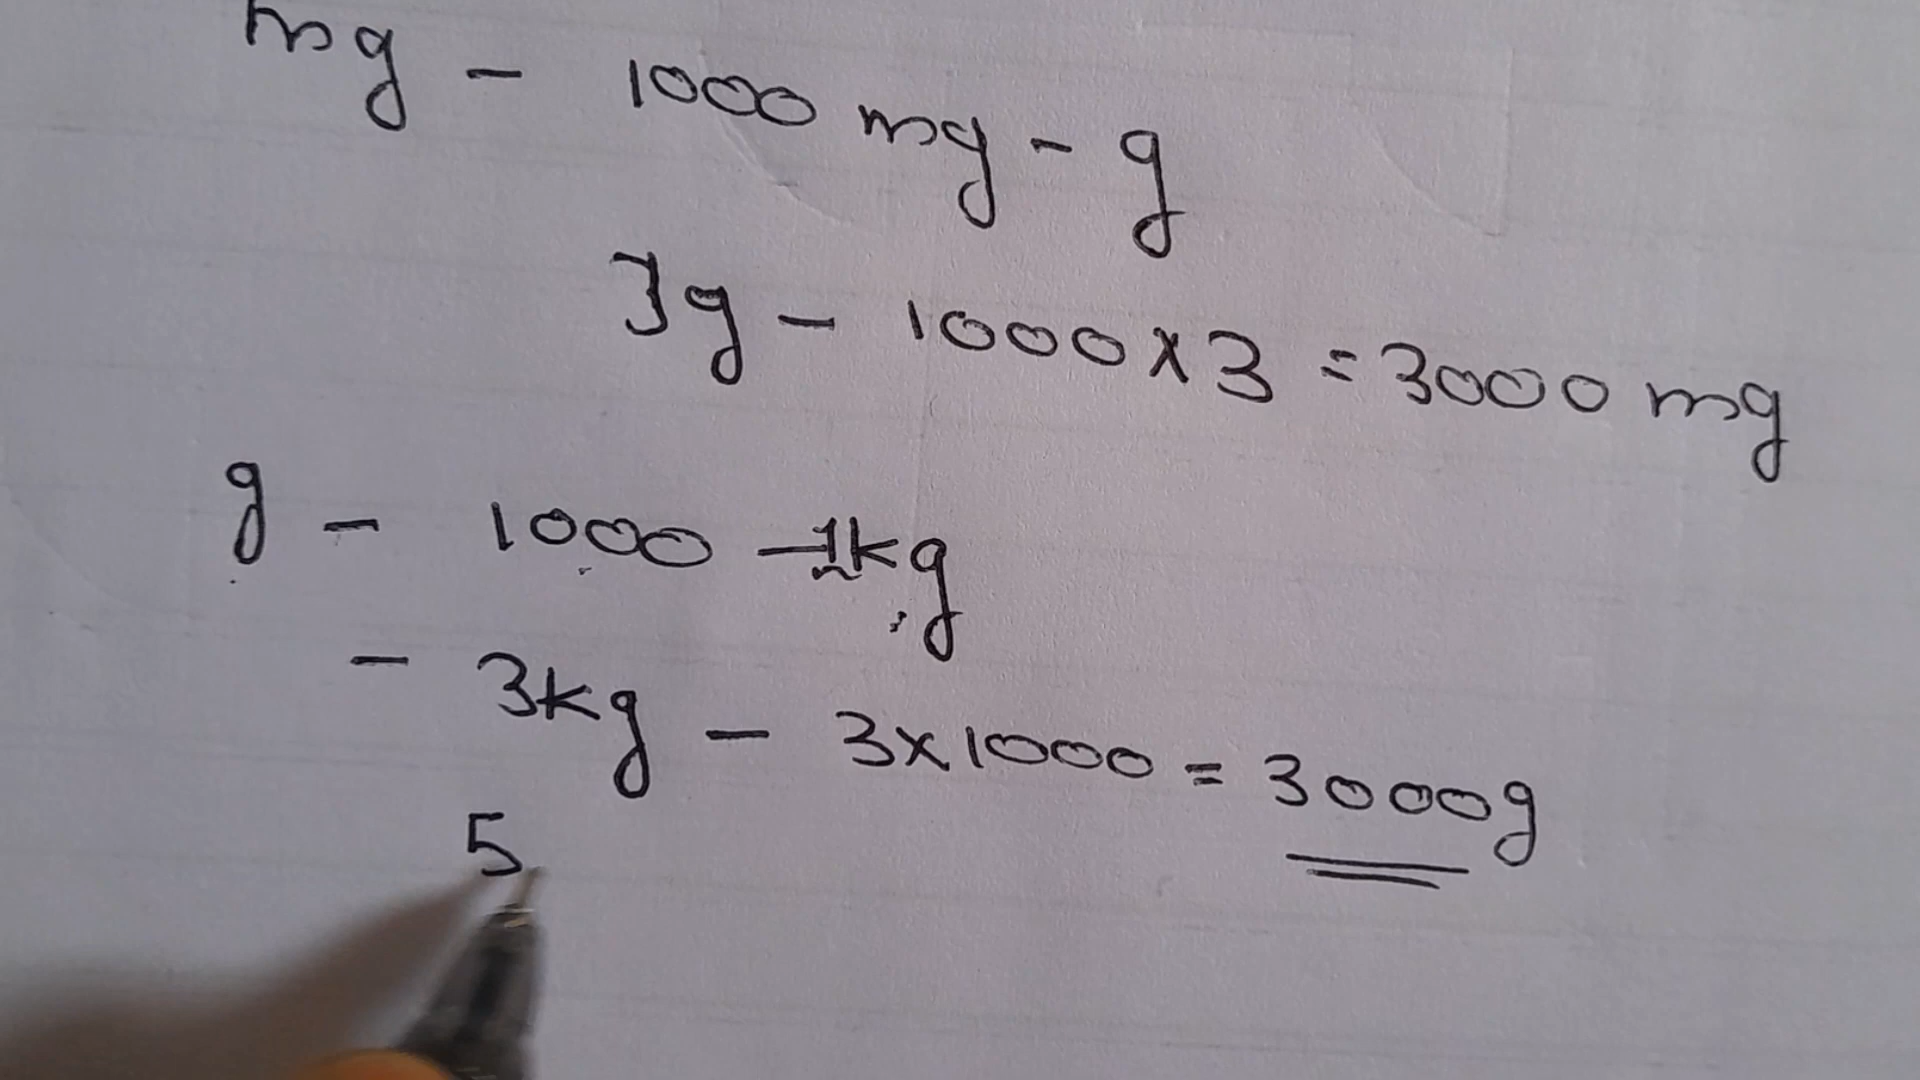 mg - 1000 mg - g
3g - 1000x3 = 3000 mg
g - 1000 - 1kg
- 3kg - 3x1000 = 3000g
5